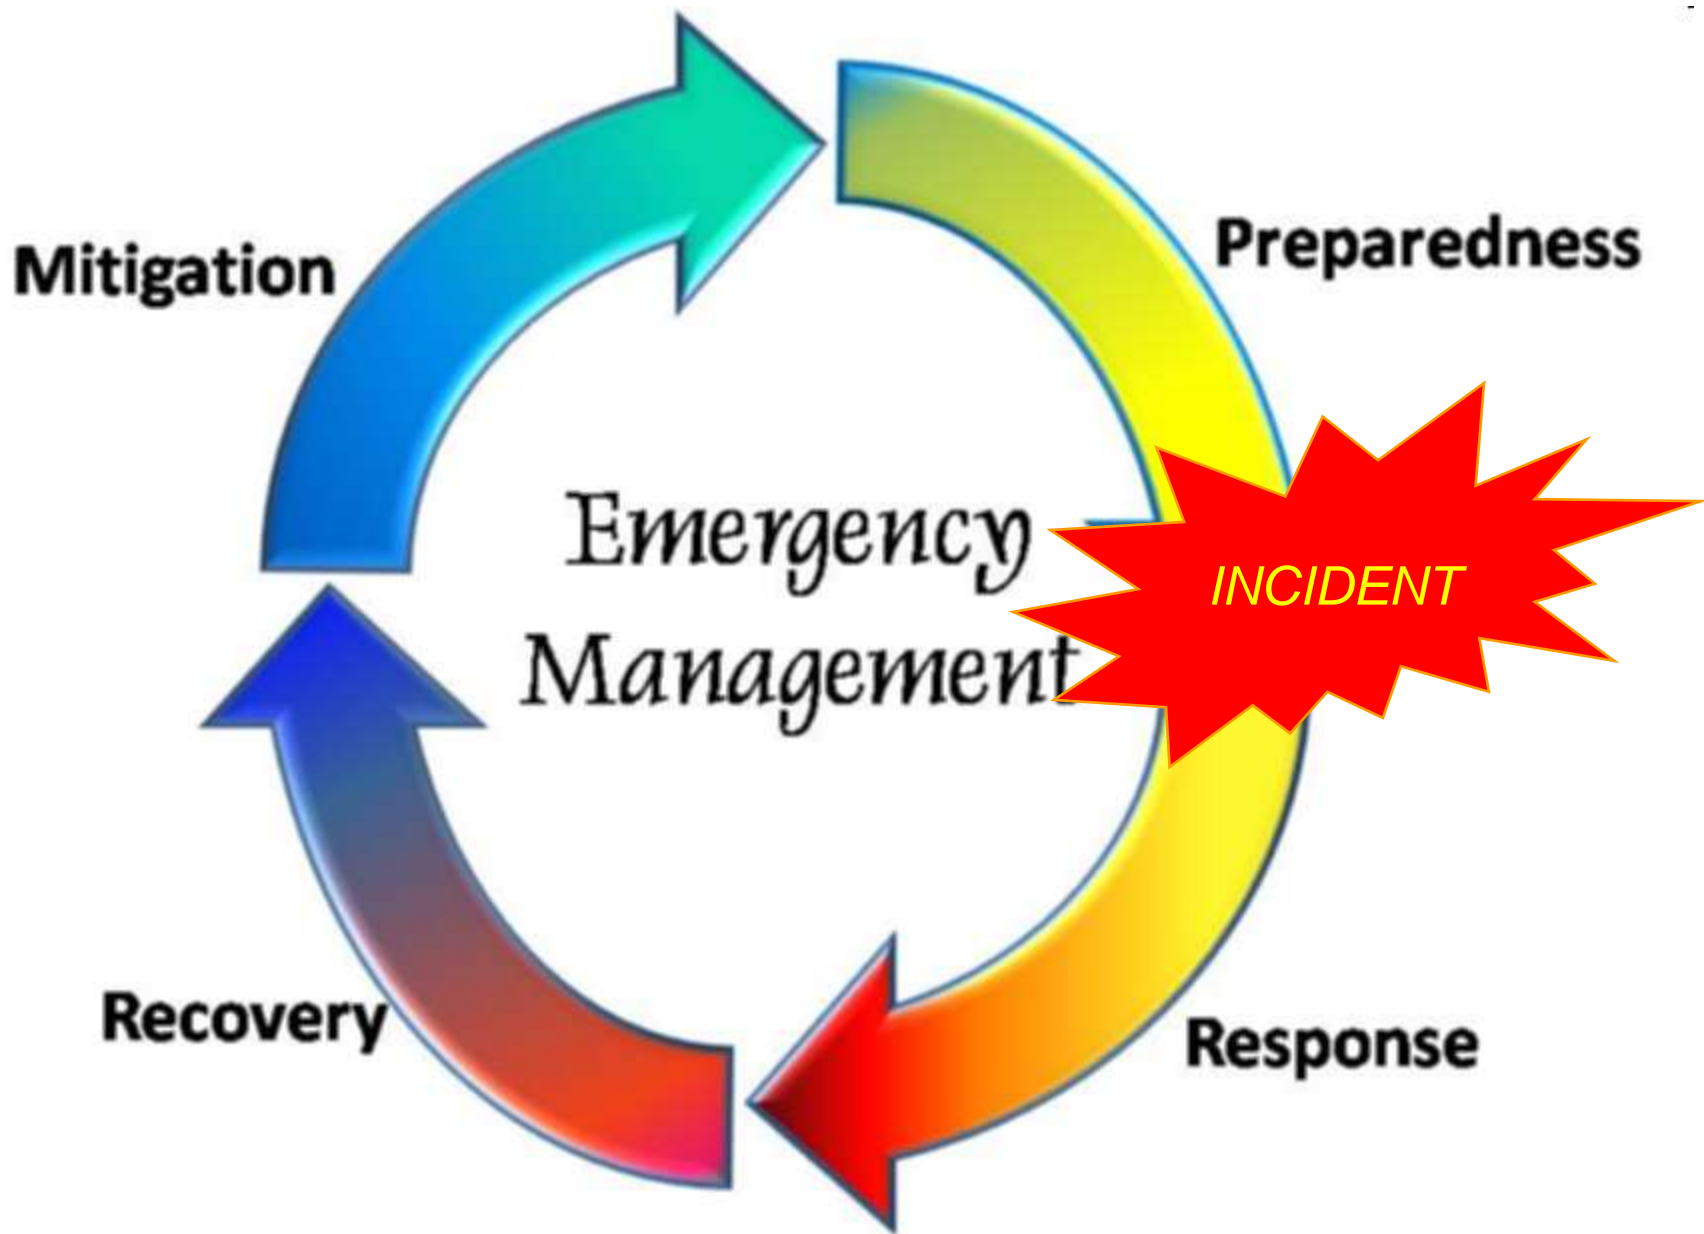 Mitigation
Preparedness
Emergency
Management
INCIDENT
Recovery
Response